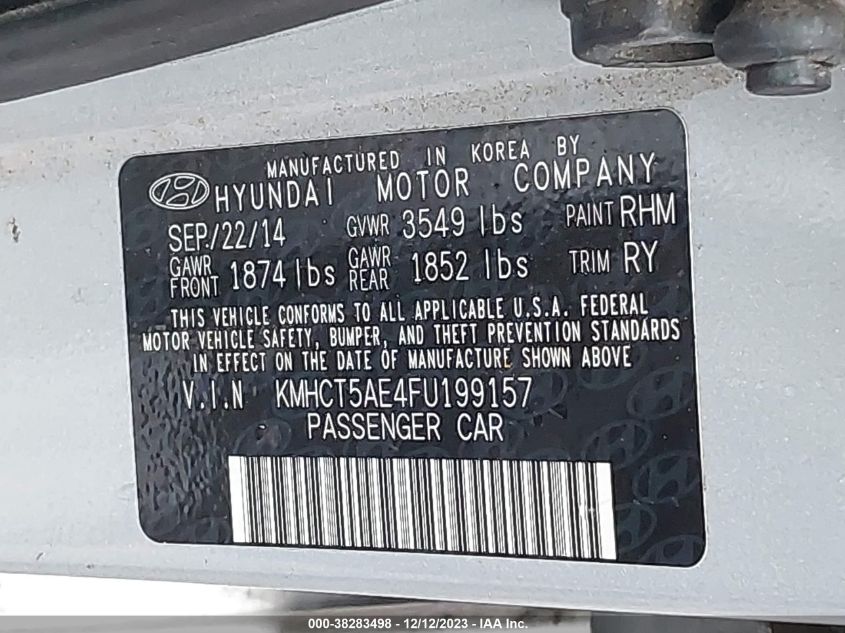 MANUFACTURED IN KOREA BY
HYUNDAI MOTOR COMPANY
SEP./22/14 GVWR 3549 lbs PAINT RHM
GAWR FRONT 1874 lbs GAWR REAR 1852 lbs TRIM RY
THIS VEHICLE CONFORMS TO ALL APPLICABLE U.S.A. FEDERAL
MOTOR VEHICLE SAFETY, BUMPER, AND THEFT PREVENTION STANDARDS
IN EFFECT ON THE DATE OF MANUFACTURE SHOWN ABOVE
V.I.N KMHCT5AE4FU199157
PASSENGER CAR
000-38283498 - 12/12/2023 - IAA Inc.